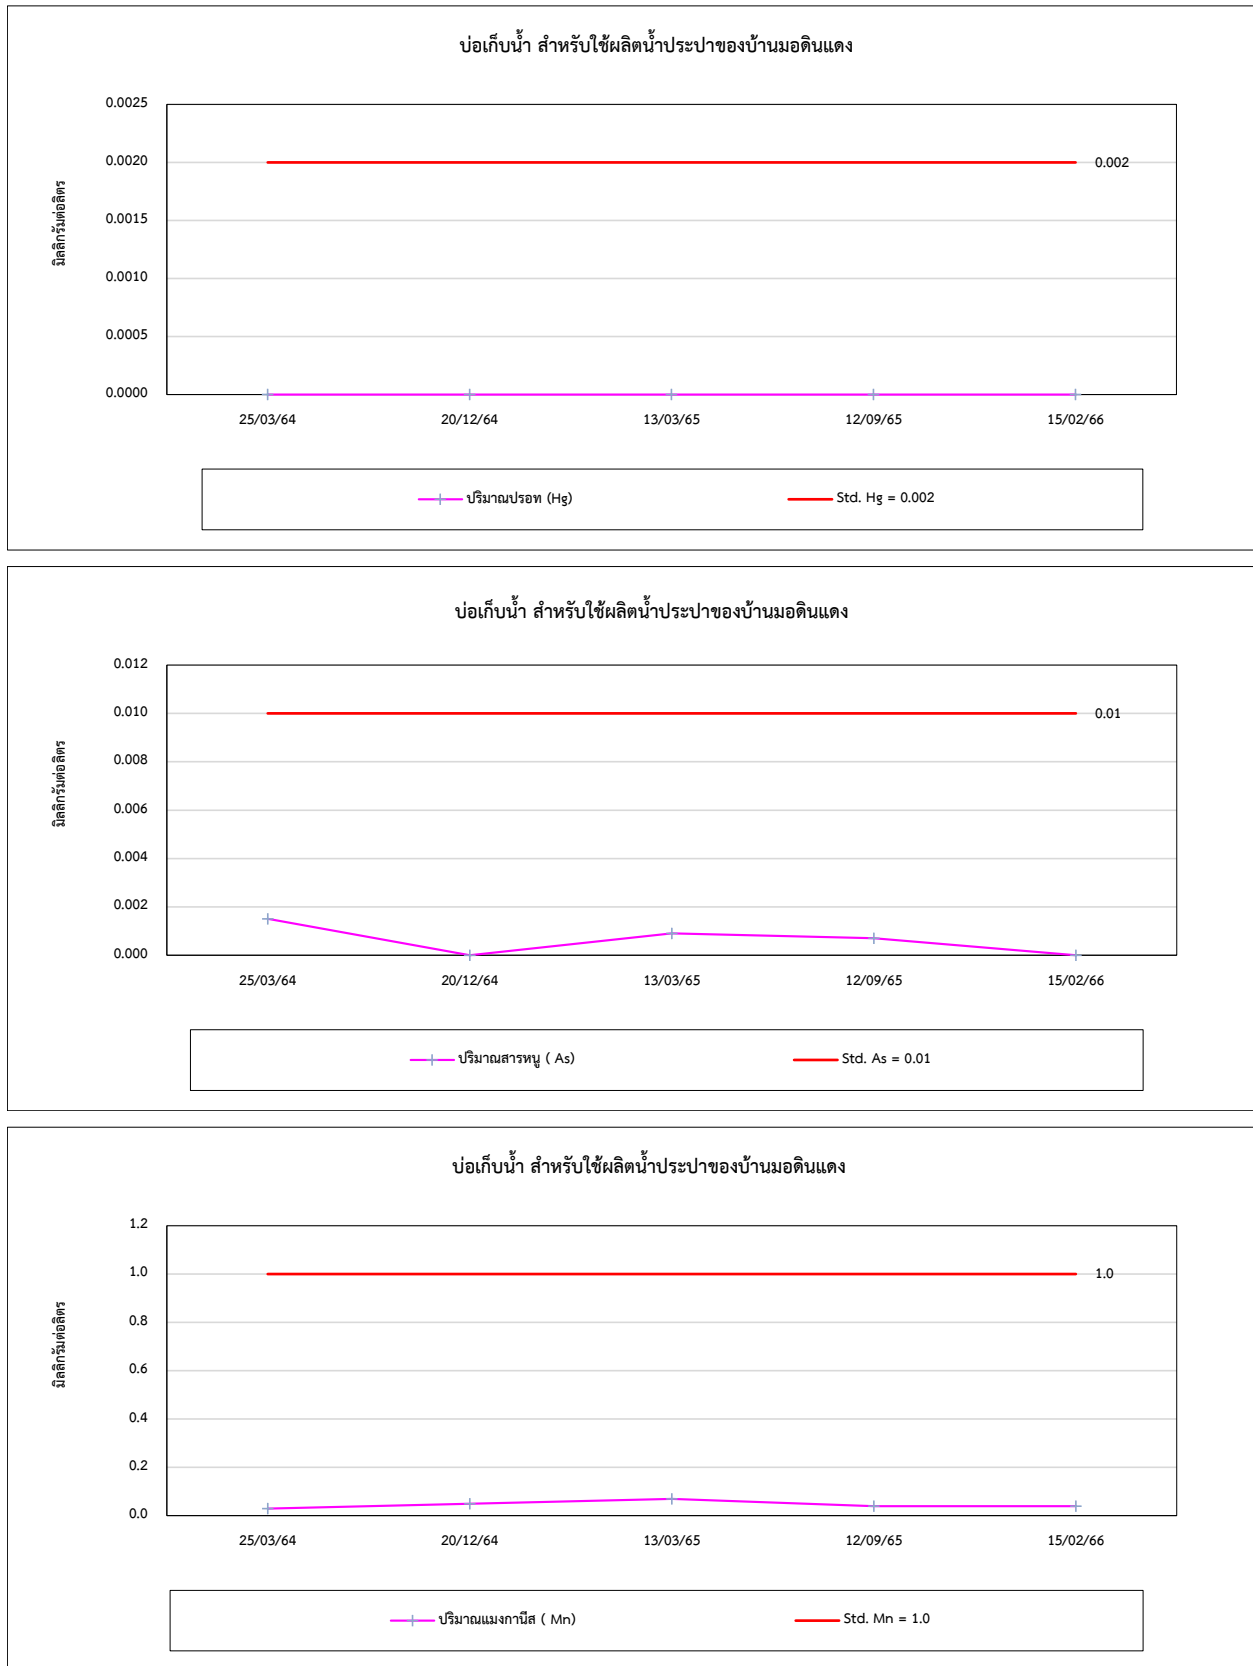 บ่อเก็บน้ำ สำหรับใช้ผลิตน้ำประปาของบ้านมอดินแดง
มิลลิกรัมต่อลิตร
0.0025
0.0020
0.0015
0.0010
0.0005
0.0000
0.002
25/03/64 20/12/64 13/03/65 12/09/65 15/02/66
ปริมาณปรอท (Hg) Std. Hg = 0.002
บ่อเก็บน้ำ สำหรับใช้ผลิตน้ำประปาของบ้านมอดินแดง
มิลลิกรัมต่อลิตร
0.012
0.010
0.008
0.006
0.004
0.002
0.000
0.01
25/03/64 20/12/64 13/03/65 12/09/65 15/02/66
ปริมาณสารหนู ( As) Std. As = 0.01
บ่อเก็บน้ำ สำหรับใช้ผลิตน้ำประปาของบ้านมอดินแดง
มิลลิกรัมต่อลิตร
1.2
1.0
0.8
0.6
0.4
0.2
0.0
1.0
25/03/64 20/12/64 13/03/65 12/09/65 15/02/66
ปริมาณแมงกานีส ( Mn) Std. Mn = 1.0